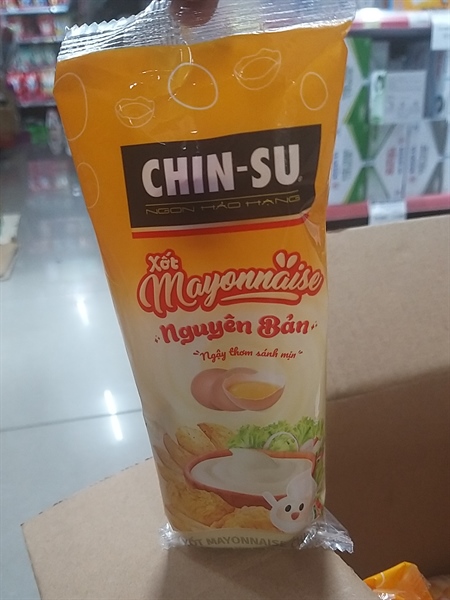 CHIN-SU
NGON HẢO HẠNG
Xốt
Mayonnaise
Nguyên Bản
Ngậy thơm sánh mịn
XỐT MAYONNAISE